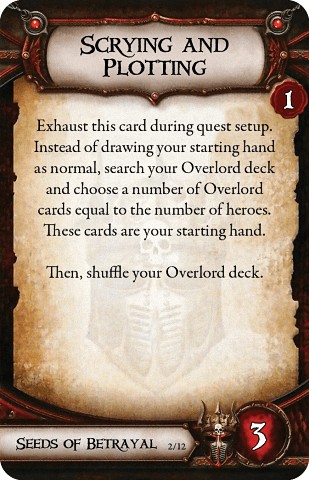 Scrying and
Plotting
1
Exhaust this card during quest setup.
Instead of drawing your starting hand
as normal, search your Overlord deck
and choose a number of Overlord
cards equal to the number of heroes.
These cards are your starting hand.
Then, shuffle your Overlord deck.
Seeds of Betrayal 2/12
3